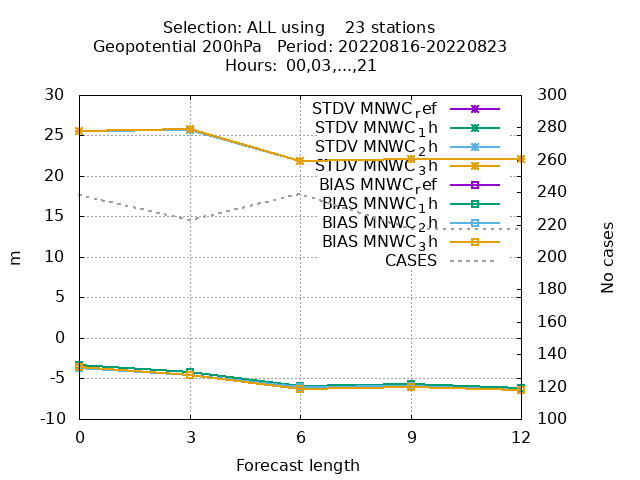 Selection: ALL using    23 stations
Geopotential 200hPa   Period: 20220816-20220823
Hours: 00,03,...,21
30
25
20
15
10
5
0
-5
-10
m
300
280
260
240
220
200
180
160
140
120
100
No cases
STDV MNWC_ref
STDV MNWC_1h
STDV MNWC_2h
STDV MNWC_3h
BIAS MNWC_ref
BIAS MNWC_1h
BIAS MNWC_2h
BIAS MNWC_3h
CASES
0 3 6 9 12
Forecast length